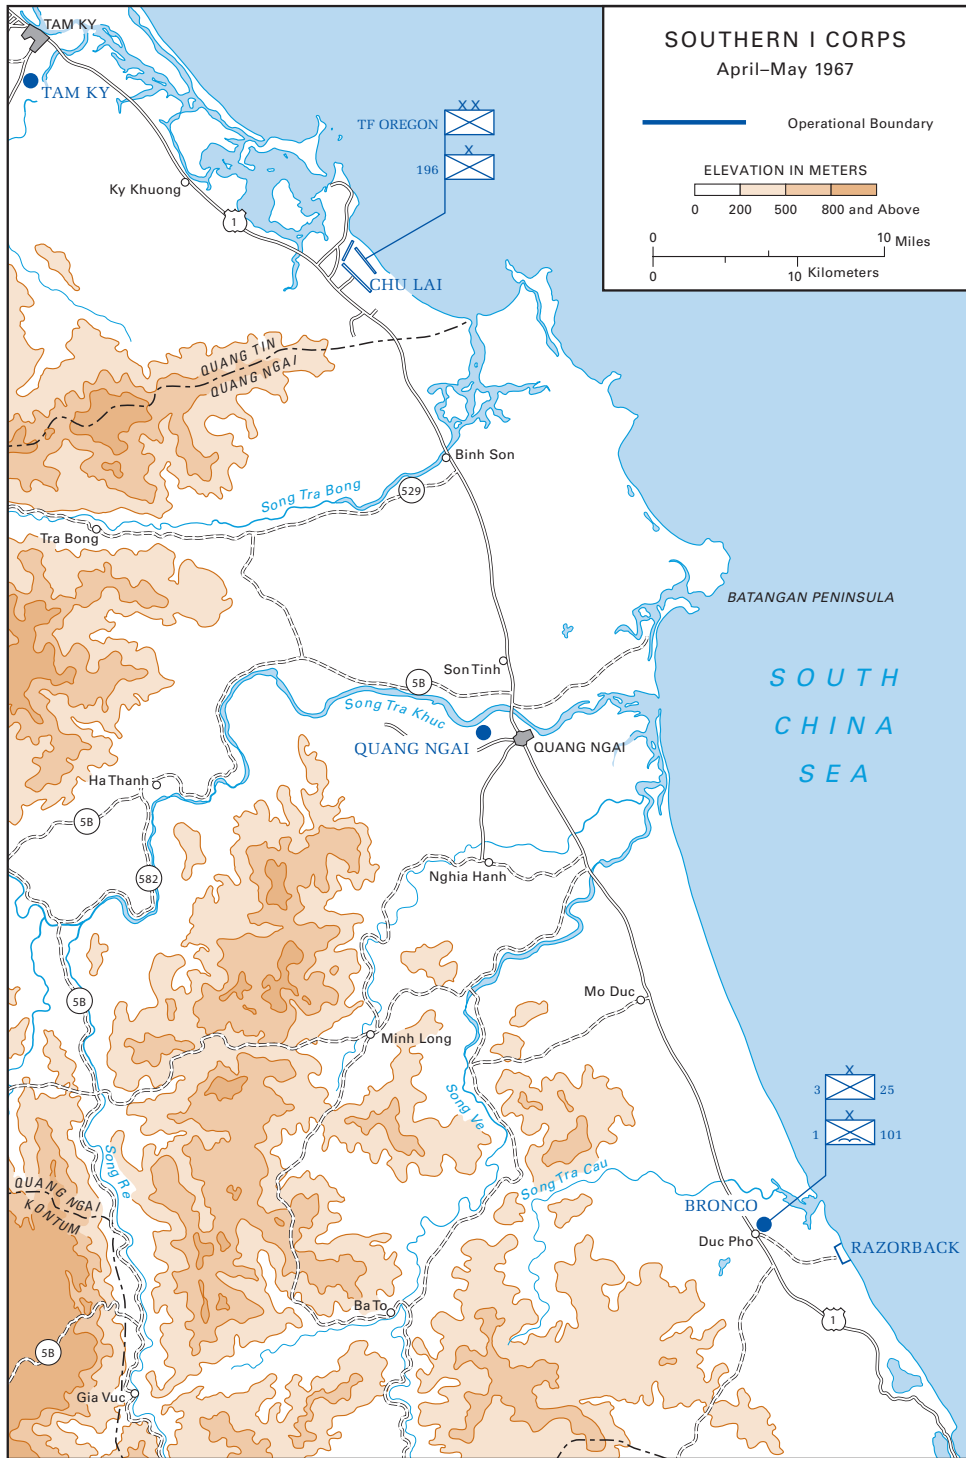 TAM KY
TAM KY
SOUTHERN I CORPS
April–May 1967
Operational Boundary
ELEVATION IN METERS
0 200 500 800 and Above
0 10 Miles
0 10 Kilometers
X X
TF OREGON
X
196
Ky Khuong
1
CHU LAI
QUANG TIN
QUANG NGAI
Binh Son
529
Song Tra Bong
Tra Bong
BATANGAN PENINSULA
Son Tinh
5B
Song Tra Khuc
SOUTH
CHINA
SEA
QUANG NGAI
QUANG NGAI
Ha Thanh
5B
582
Nghia Hanh
5B
Mo Duc
Minh Long
X
3 25
X
1 101
Song Ve
Song Re
Song Tra Cau
QUANG NGAI
KONTUM
BRONCO
Duc Pho
RAZORBACK
Ba To
1
5B
Gia Vuc